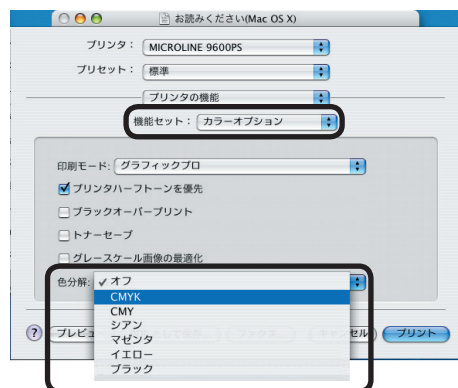 お読みください(Mac OS X)
プリンタ： MICROLINE 9600PS
プリセット： 標準
プリンタの機能
機能セット： カラーオプション
印刷モード: グラフィックプロ
プリンタハーフトーンを優先
ブラックオーバープリント
トナーセーブ
グレースケール画像の最適化
色分解: ✓ オフ
CMYK
CMY
シアン
マゼンタ
イエロー
ブラック
? プレビュ セル プリント